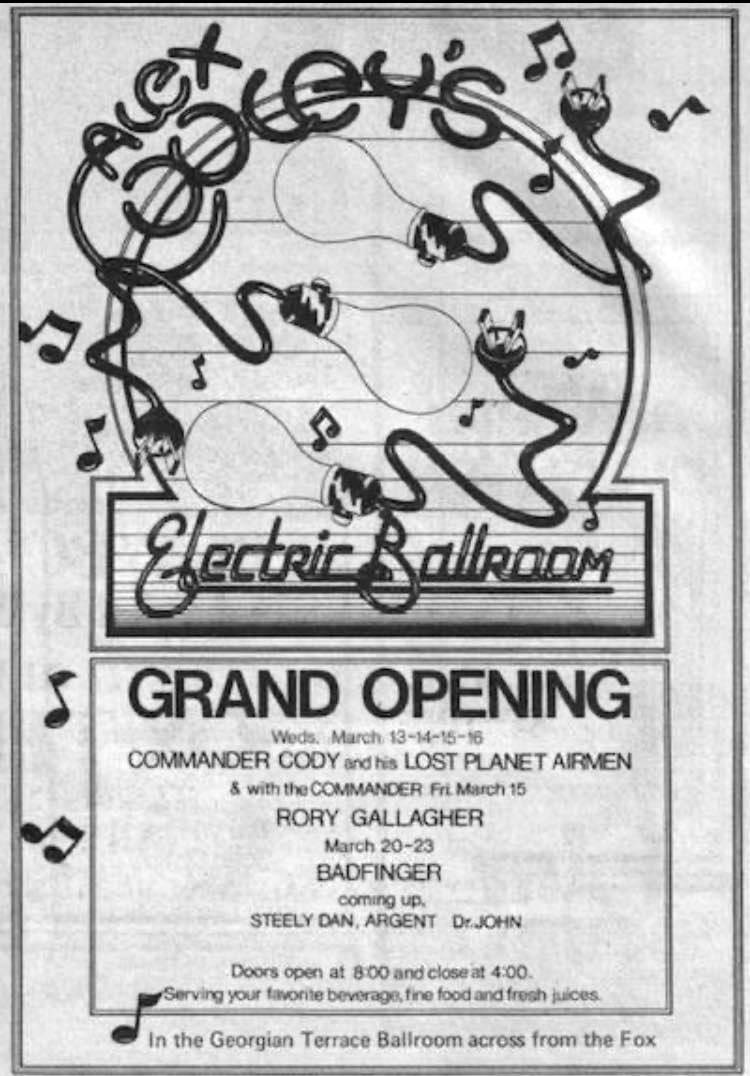 ALEX
COOLEY'S
Electric Ballroom
GRAND OPENING
Weds. March 13-14-15-16
COMMANDER CODY and his LOST PLANET AIRMEN
& with the COMMANDER Fri. March 15
RORY GALLAGHER
March 20-23
BADFINGER
coming up,
STEELY DAN, ARGENT Dr. JOHN
Doors open at 8:00 and close at 4:00.
Serving your favorite beverage, fine food and fresh juices.
In the Georgian Terrace Ballroom across from the Fox